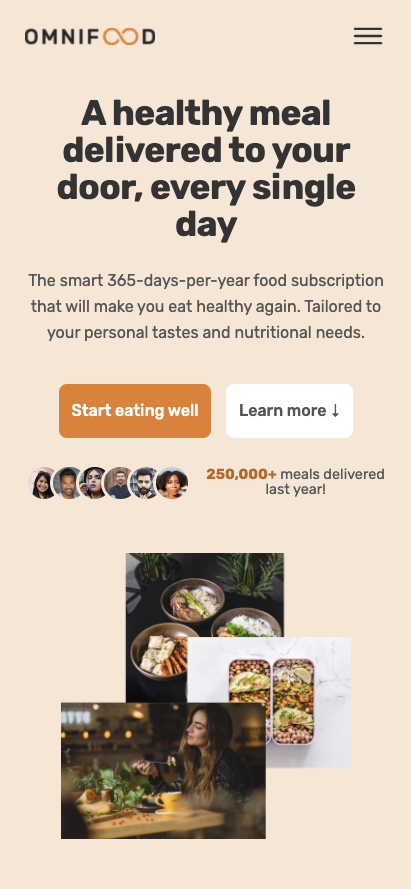 OMNIFOOD
A healthy meal
delivered to your
door, every single
day
The smart 365-days-per-year food subscription
that will make you eat healthy again. Tailored to
your personal tastes and nutritional needs.
Start eating well
Learn more ↓
250,000+ meals delivered
last year!